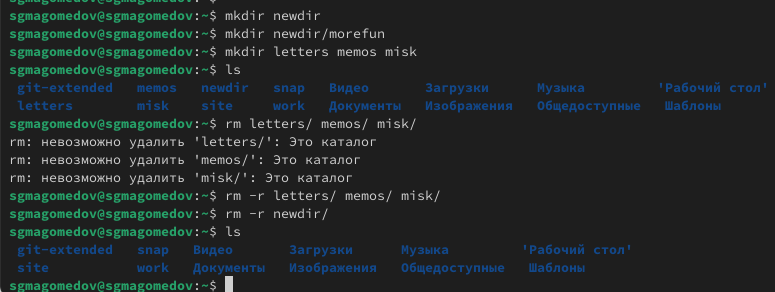 sgmagomedov@sgmagomedov:~$ mkdir newdir
sgmagomedov@sgmagomedov:~$ mkdir newdir/morefun
sgmagomedov@sgmagomedov:~$ mkdir letters memos misk
sgmagomedov@sgmagomedov:~$ ls
git-extended memos newdir snap Видео Загрузки Музыка 'Рабочий стол'
letters misk site work Документы Изображения Общедоступные Шаблоны
sgmagomedov@sgmagomedov:~$ rm letters/ memos/ misk/
rm: невозможно удалить 'letters/': Это каталог
rm: невозможно удалить 'memos/': Это каталог
rm: невозможно удалить 'misk/': Это каталог
sgmagomedov@sgmagomedov:~$ rm -r letters/ memos/ misk/
sgmagomedov@sgmagomedov:~$ rm -r newdir/
sgmagomedov@sgmagomedov:~$ ls
git-extended snap Видео Загрузки Музыка 'Рабочий стол'
site work Документы Изображения Общедоступные Шаблоны
sgmagomedov@sgmagomedov:~$